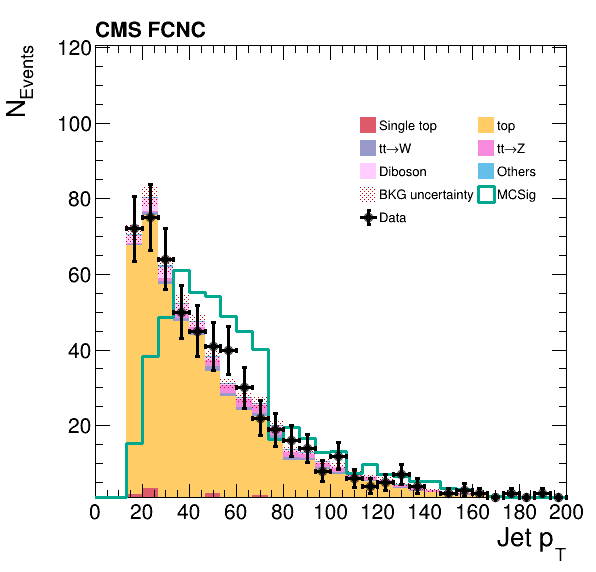 CMS FCNC
N_Events
120
100
80
60
40
20
Single top
top
tt→W
tt→Z
Diboson
Others
BKG uncertainty
MCSig
Data
0 20 40 60 80 100 120 140 160 180 200
Jet p_T